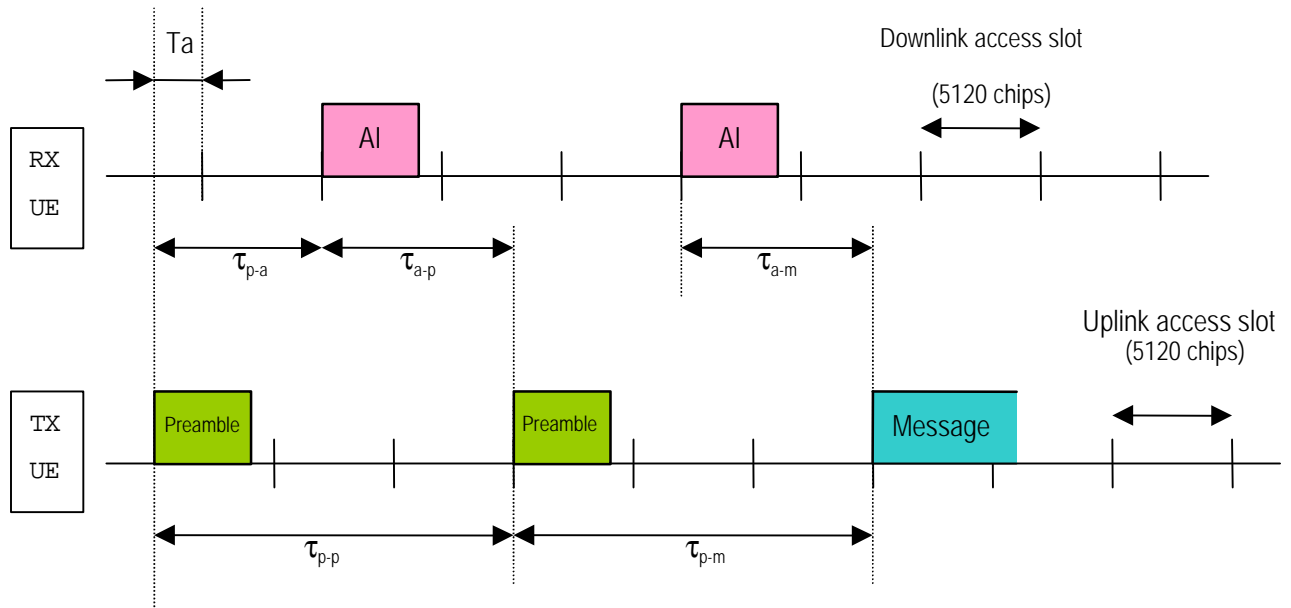 Ta
Downlink access slot
(5120 chips)
RX
UE
AI
AI
τp-a
τa-p
τa-m
Uplink access slot
(5120 chips)
TX
UE
Preamble
Preamble
Message
τp-p
τp-m